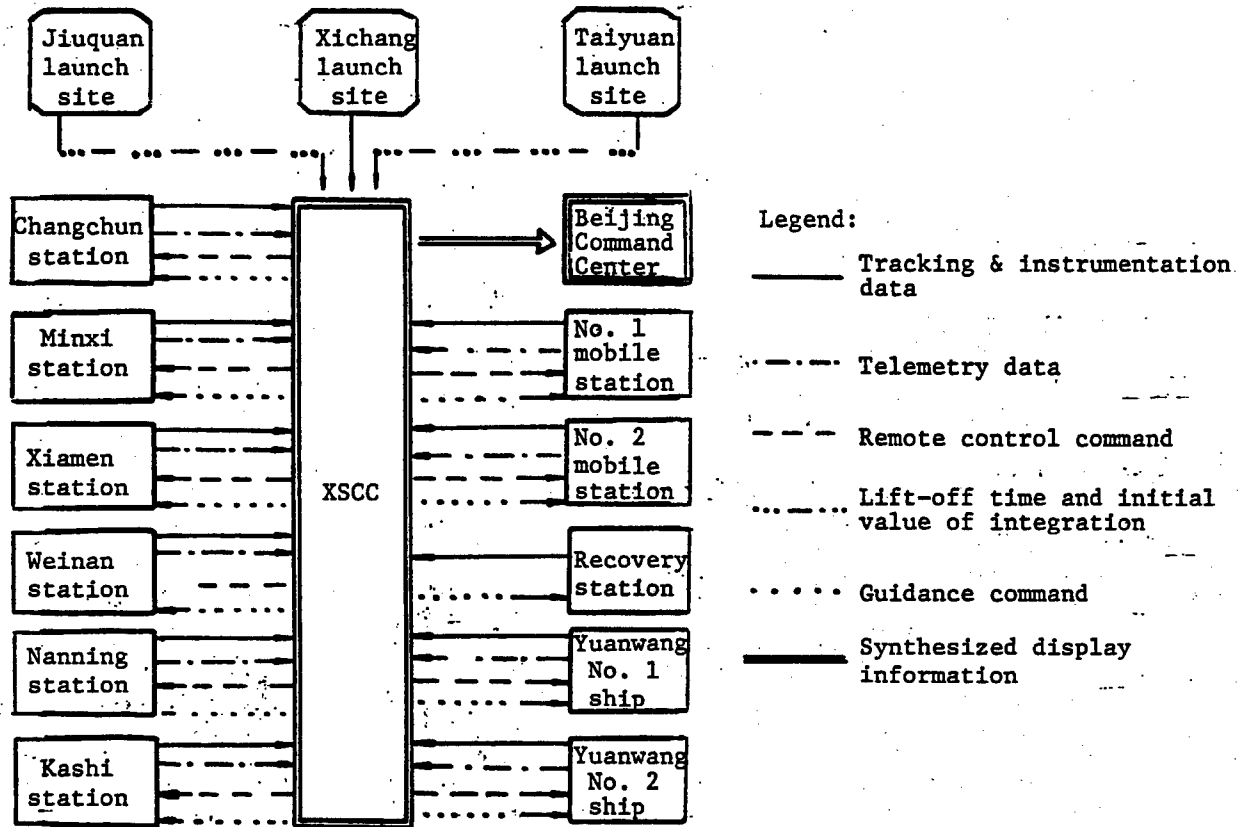 Jiuquan
launch
site
Xichang
launch
site
Taiyuan
launch
site
Changchun
station
Minxi
station
Xiamen
station
Weinan
station
Nanning
station
Kashi
station
XSCC
Beijing
Command
Center
No. 1
mobile
station
No. 2
mobile
station
Recovery
station
Yuanwang
No. 1
ship
Yuanwang
No. 2
ship
Legend:
Tracking & instrumentation
data
Telemetry data
Remote control command
Lift-off time and initial
value of integration
Guidance command
Synthesized display
information